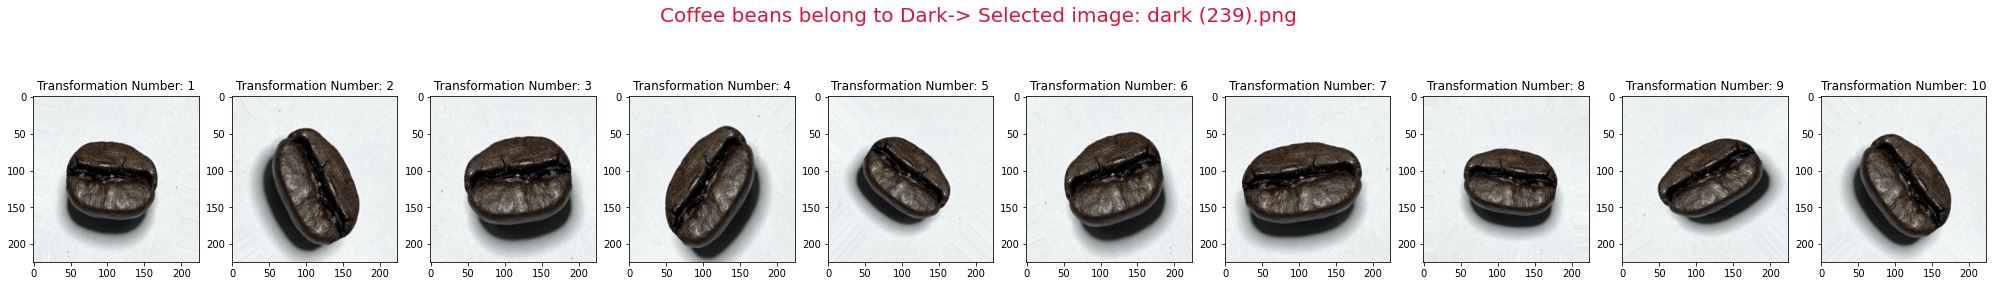 Coffee beans belong to Dark-> Selected image: dark (239).png
Transformation Number: 1 Transformation Number: 2 Transformation Number: 3 Transformation Number: 4 Transformation Number: 5 Transformation Number: 6 Transformation Number: 7 Transformation Number: 8 Transformation Number: 9 Transformation Number: 10
0 0 0 0 0 0 0 0 0 0
50 50 50 50 50 50 50 50 50 50
100 100 100 100 100 100 100 100 100 100
150 150 150 150 150 150 150 150 150 150
200 200 200 200 200 200 200 200 200 200
0 50 100 150 200 0 50 100 150 200 0 50 100 150 200 0 50 100 150 200 0 50 100 150 200 0 50 100 150 200 0 50 100 150 200 0 50 100 150 200 0 50 100 150 200 0 50 100 150 200